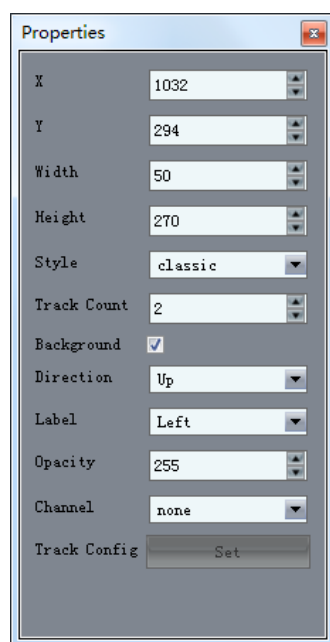 Properties
X 1032
Y 294
Width 50
Height 270
Style classic
Track Count 2
Background
Direction Up
Label Left
Opacity 255
Channel none
Track Config Set